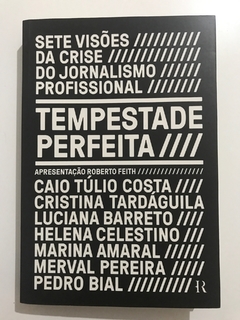 SETE VISÕES //////////
DA CRISE /////////////
DO JORNALISMO ///////
PROFISSIONAL ////////
TEMPESTADE
PERFEITA ////
APRESENTAÇÃO ROBERTO FEITH ////////////
CAIO TÚLIO COSTA ////
CRISTINA TARDÁGUILA
LUCIANA BARRETO ////
HELENA CELESTINO ///
MARINA AMARAL /////
MERVAL PEREIRA ////
PEDRO BIAL /////////